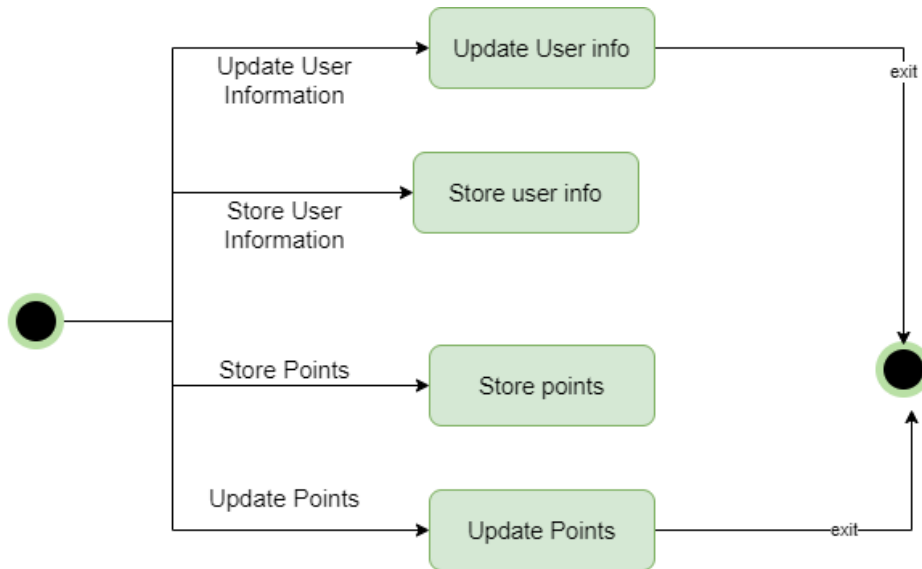 Update User info
exit
Update User
Information
Store user info
Store User
Information
Store Points
Store points
Update Points
Update Points
exit